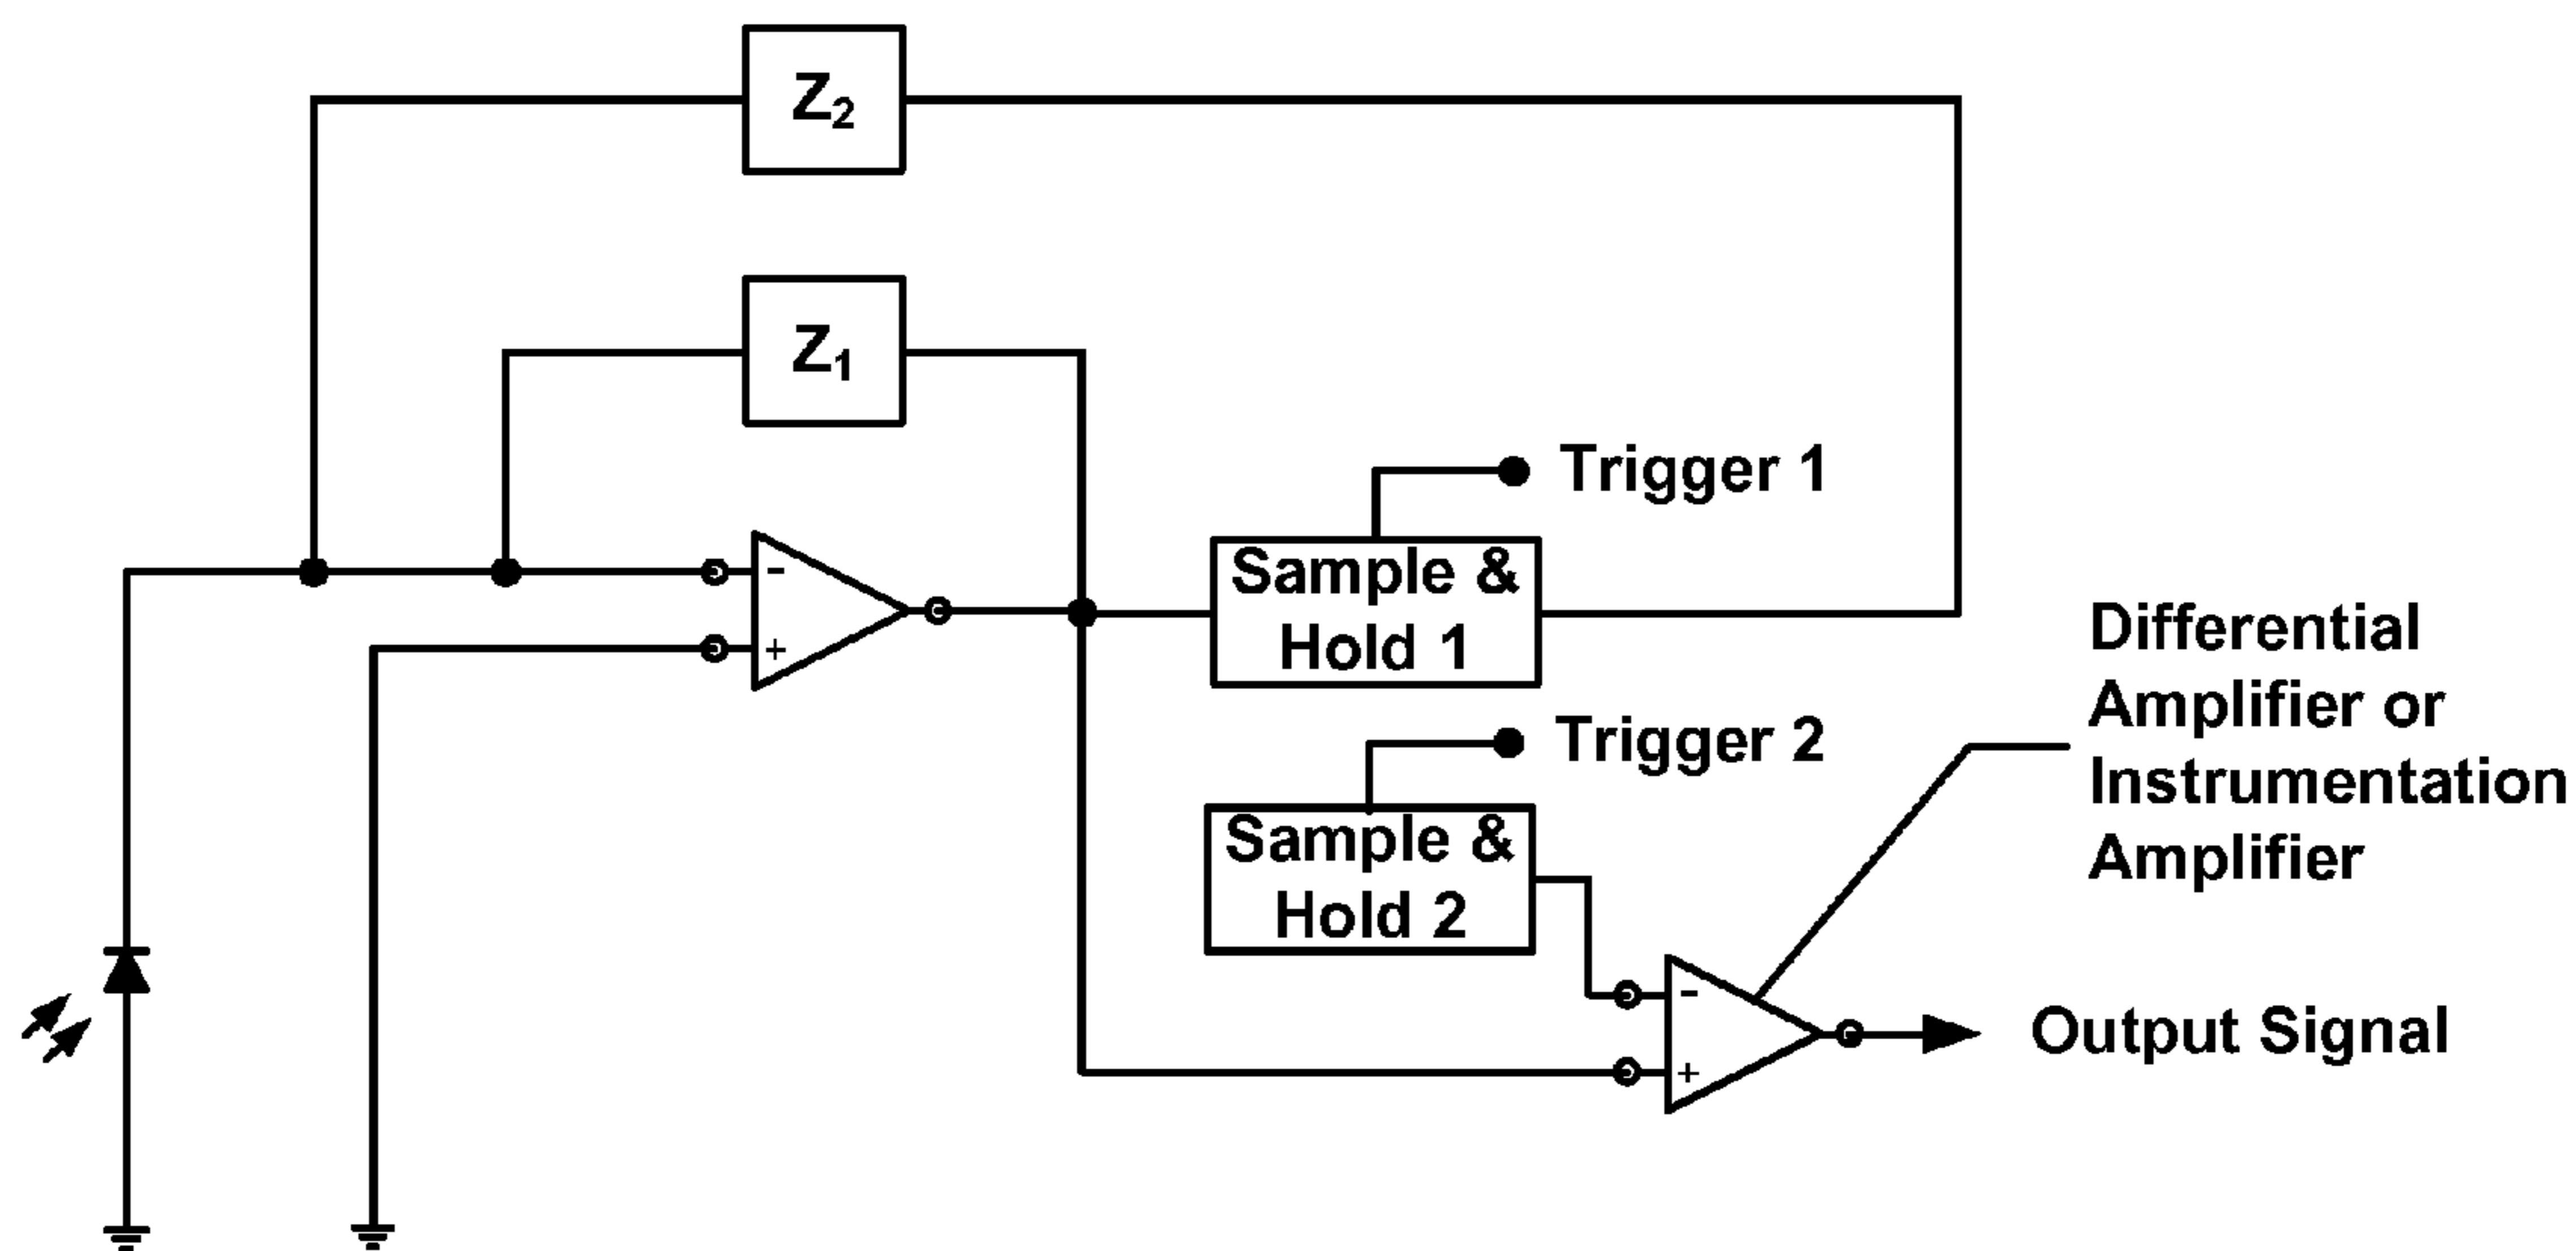 Z₂
Z₁
Trigger 1
-
+
Sample &
Hold 1
Trigger 2
Sample &
Hold 2
Differential
Amplifier or
Instrumentation
Amplifier
-
+
Output Signal